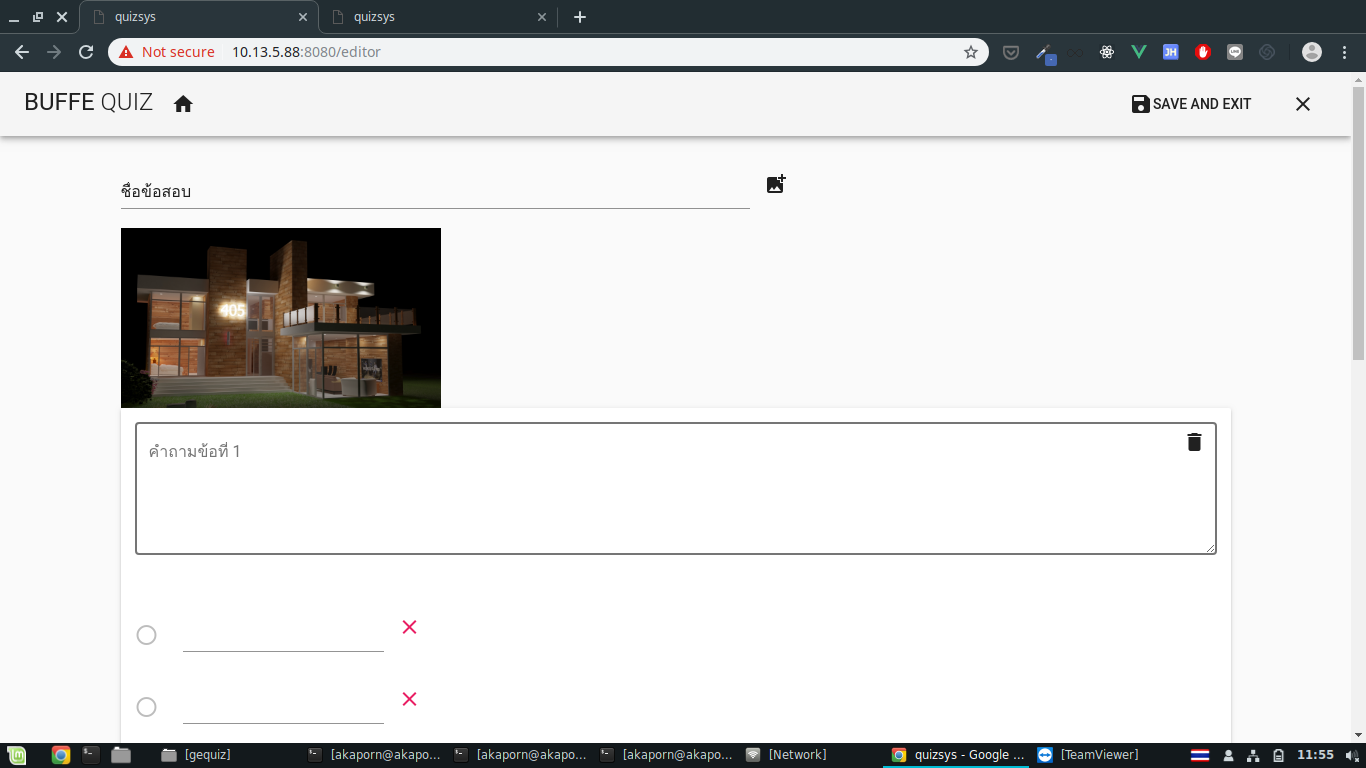 quizsys
quizsys
Not secure
10.13.5.88:8080/editor
BUFFE QUIZ
SAVE AND EXIT
ชื่อข้อสอบ
405
คำถามข้อที่ 1
[gequiz]
[akaporn@akapo...
[akaporn@akapo...
[akaporn@akapo...
[Network]
quizsys - Google ...
[TeamViewer]
11:55